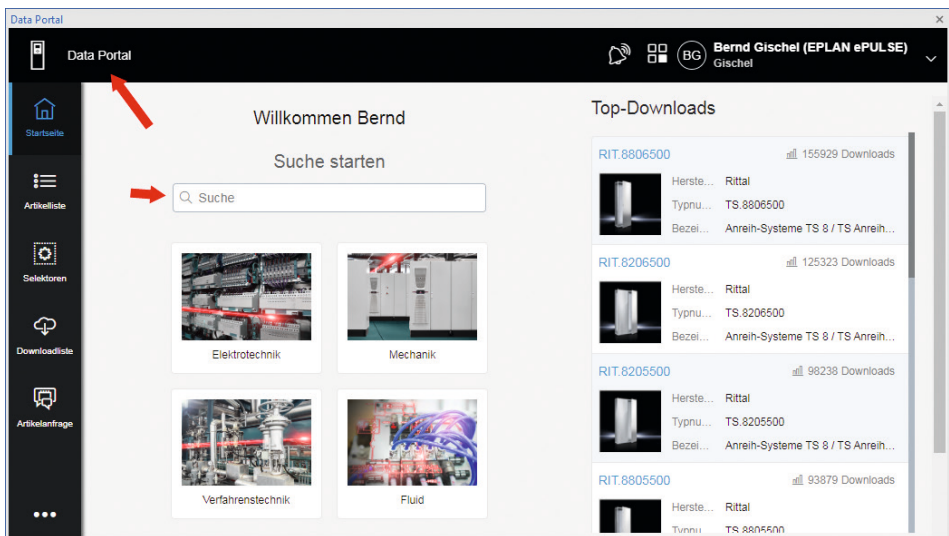 Data Portal
Data Portal
BG
Bernd Gischel (EPLAN ePULSE)
Gischel
Startseite
Artikelliste
Selektoren
Downloadliste
Artikelanfrage
Willkommen Bernd
Suche starten
Suche
Elektrotechnik
Mechanik
Verfahrenstechnik
Fluid
Top-Downloads
RIT.8806500 155929 Downloads
Herste... Rittal
Typnu... TS.8806500
Bezei... Anreih-Systeme TS 8 / TS Anreih...
RIT.8206500 125323 Downloads
Herste... Rittal
Typnu... TS.8206500
Bezei... Anreih-Systeme TS 8 / TS Anreih...
RIT.8205500 98238 Downloads
Herste... Rittal
Typnu... TS.8205500
Bezei... Anreih-Systeme TS 8 / TS Anreih...
RIT.8805500 93879 Downloads
Herste... Rittal
Typnu... TS.8805500